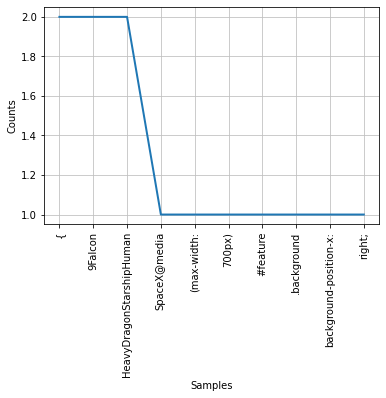 2.0
1.8
1.6
1.4
1.2
1.0
Counts
{
9Falcon
HeavyDragonStarshipHuman
SpaceX@media
(max-width:
700px)
#feature
.background
background-position-x:
right;
Samples